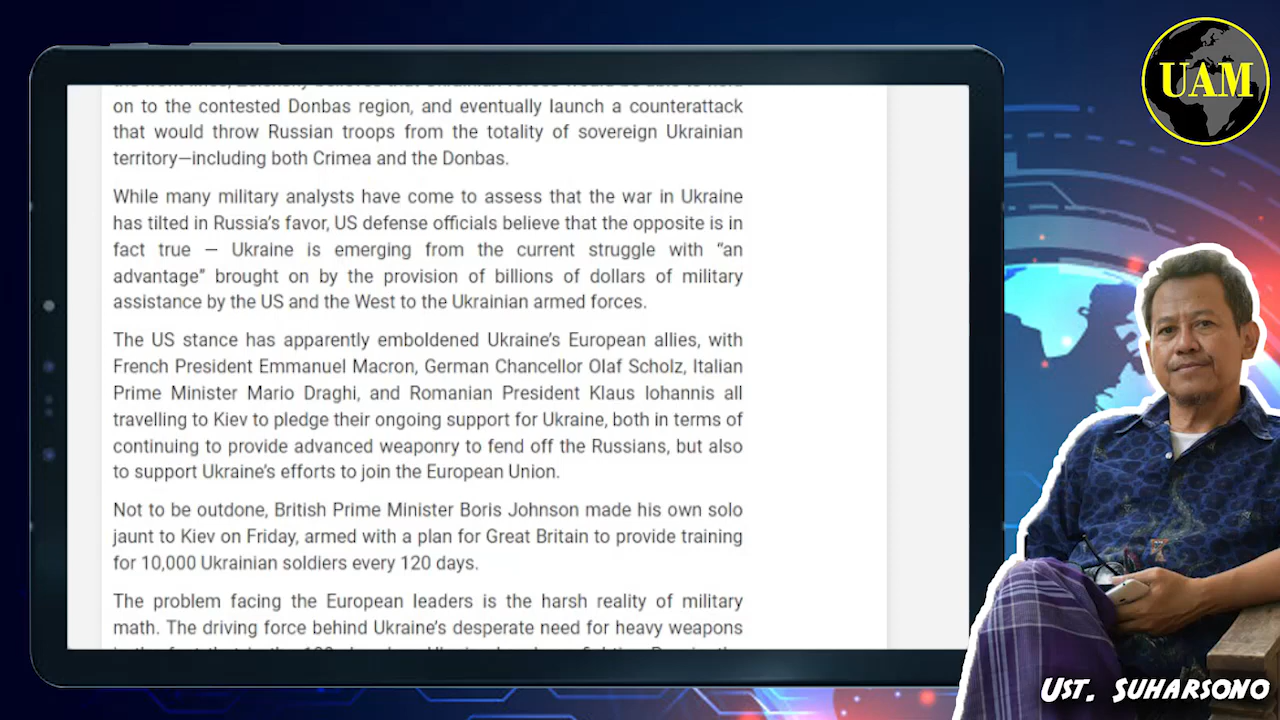 on to the contested Donbas region, and eventually launch a counterattack
that would throw Russian troops from the totality of sovereign Ukrainian
territory—including both Crimea and the Donbas.
While many military analysts have come to assess that the war in Ukraine
has tilted in Russia's favor, US defense officials believe that the opposite is in
fact true — Ukraine is emerging from the current struggle with “an
advantage” brought on by the provision of billions of dollars of military
assistance by the US and the West to the Ukrainian armed forces.
The US stance has apparently emboldened Ukraine's European allies, with
French President Emmanuel Macron, German Chancellor Olaf Scholz, Italian
Prime Minister Mario Draghi, and Romanian President Klaus Iohannis all
travelling to Kiev to pledge their ongoing support for Ukraine, both in terms of
continuing to provide advanced weaponry to fend off the Russians, but also
to support Ukraine's efforts to join the European Union.
Not to be outdone, British Prime Minister Boris Johnson made his own solo
jaunt to Kiev on Friday, armed with a plan for Great Britain to provide training
for 10,000 Ukrainian soldiers every 120 days.
The problem facing the European leaders is the harsh reality of military
math. The driving force behind Ukraine's desperate need for heavy weapons
UAM
UST. SUHARSONO